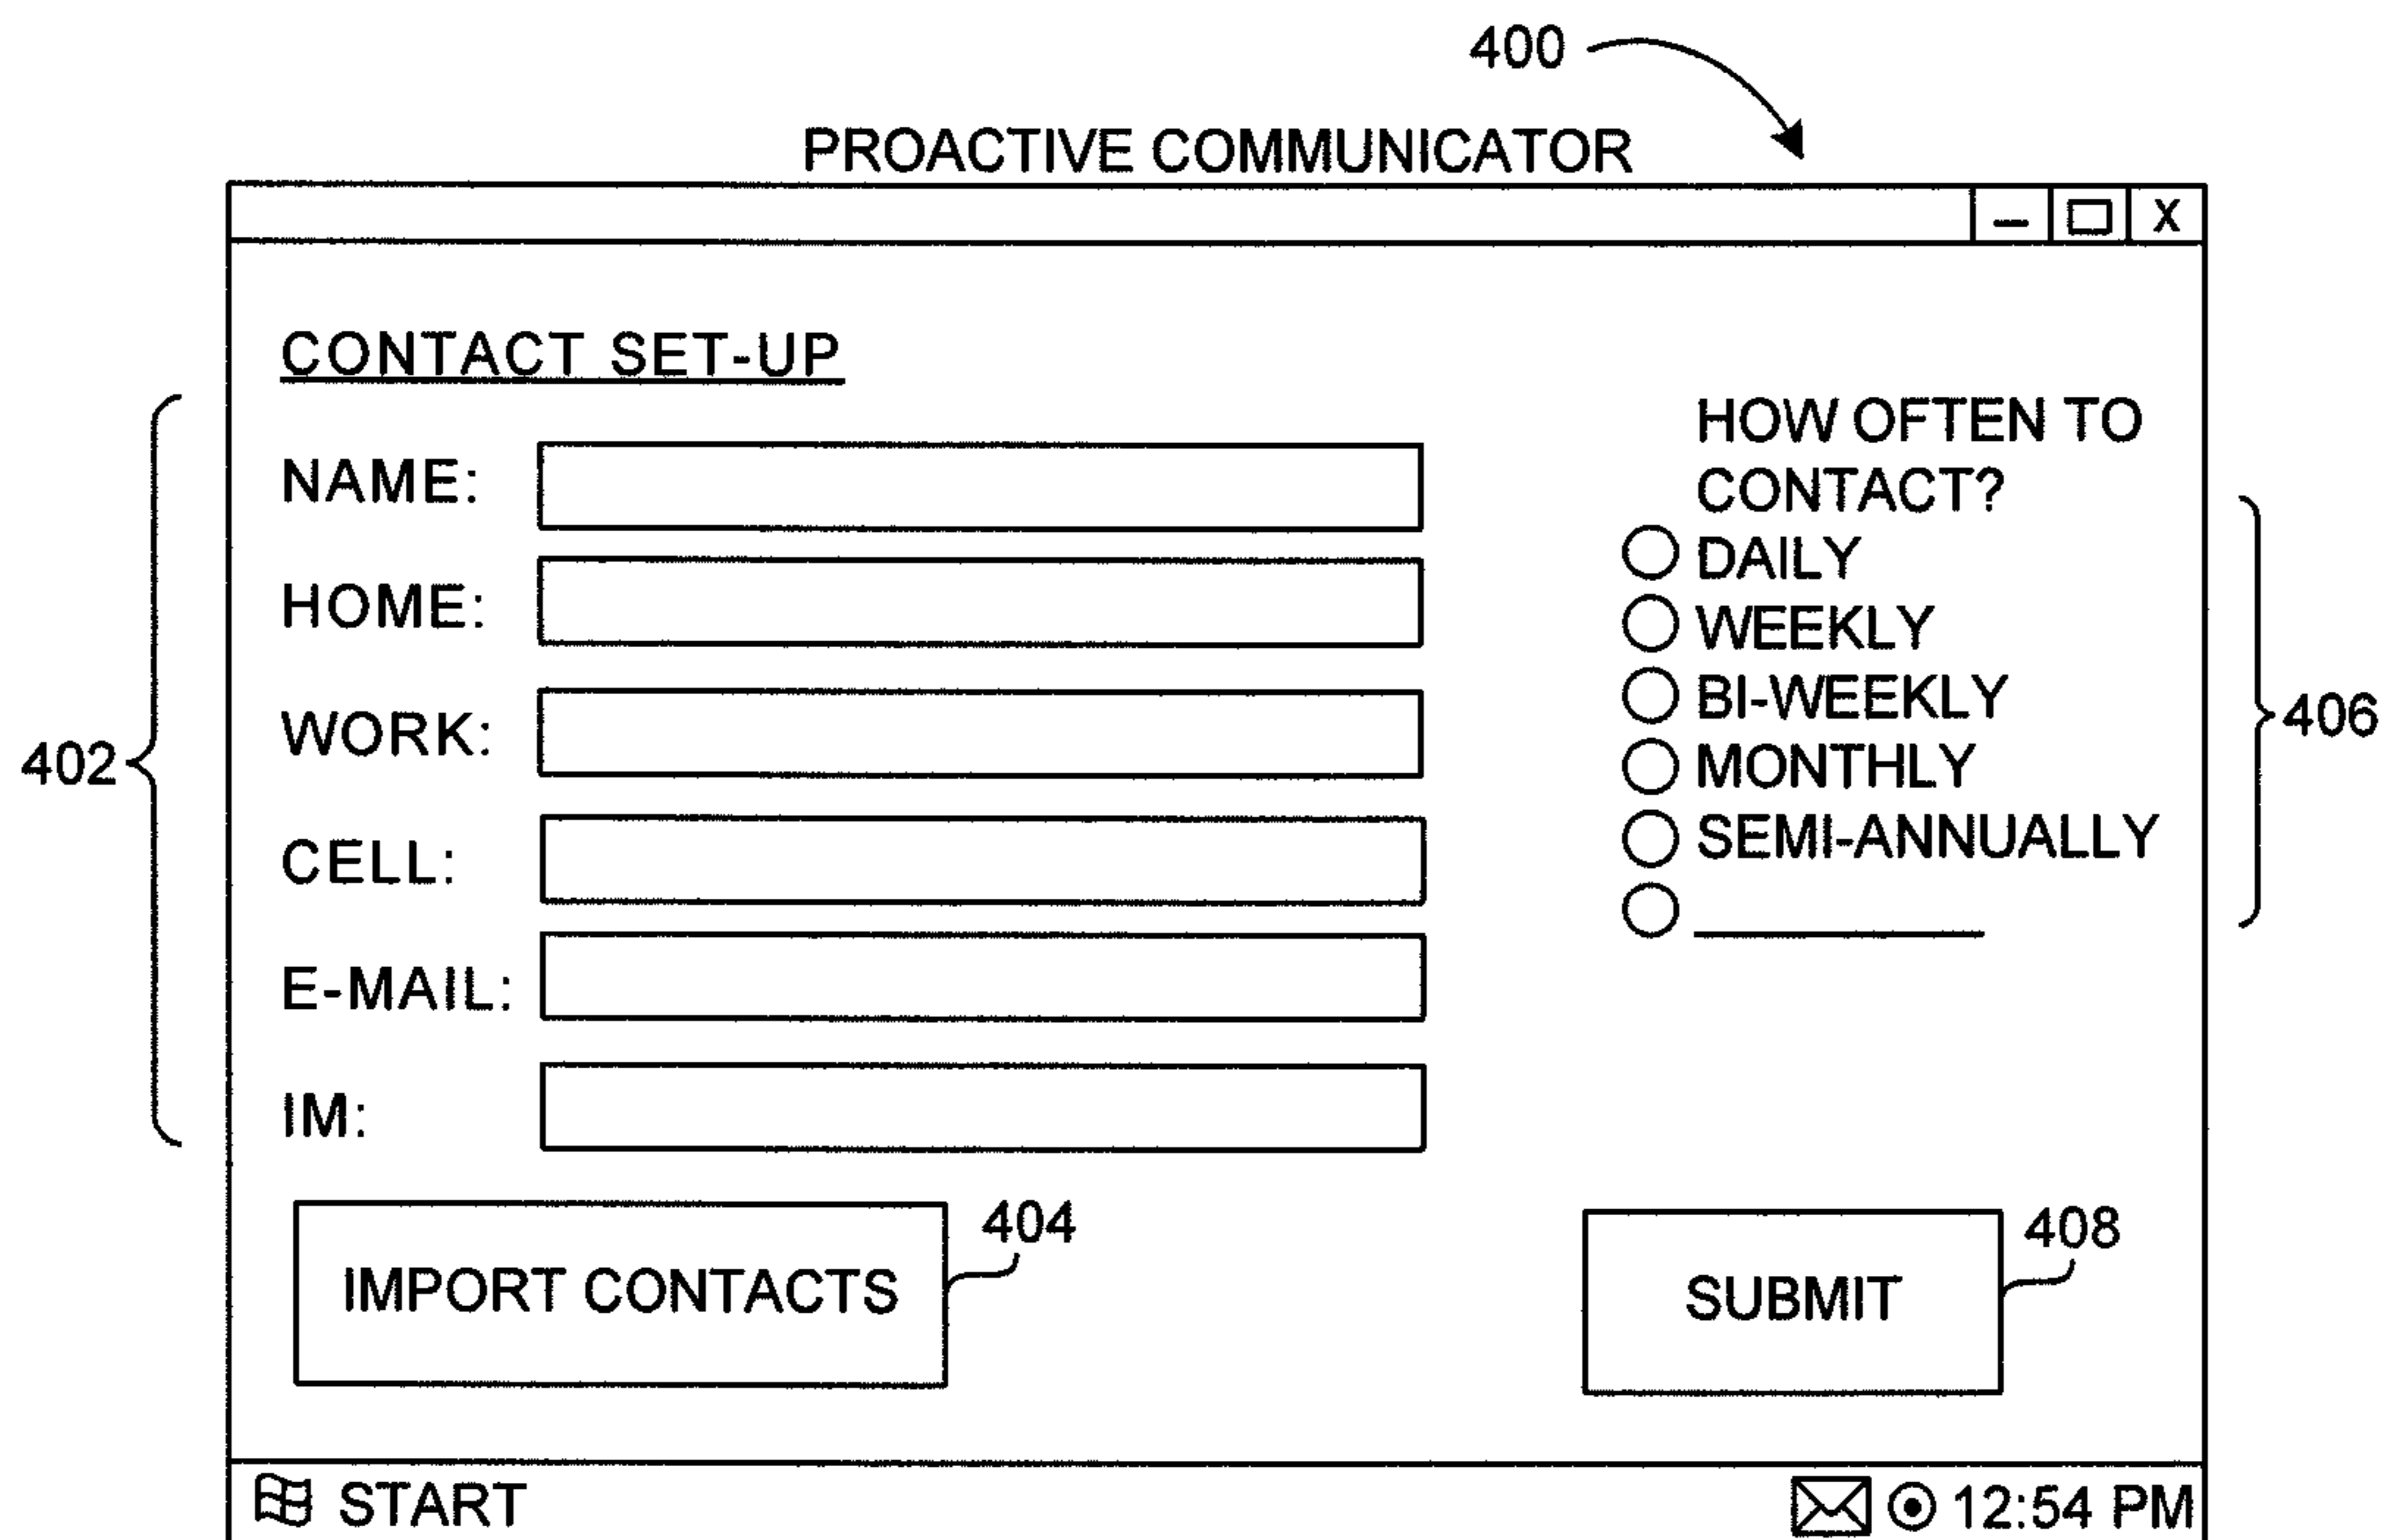 400
PROACTIVE COMMUNICATOR
X
CONTACT SET-UP
NAME:
HOME:
WORK:
CELL:
E-MAIL:
IM:
402
HOW OFTEN TO
CONTACT?
DAILY
WEEKLY
BI-WEEKLY
MONTHLY
SEMI-ANNUALLY
406
IMPORT CONTACTS
404
SUBMIT
408
START
12:54 PM